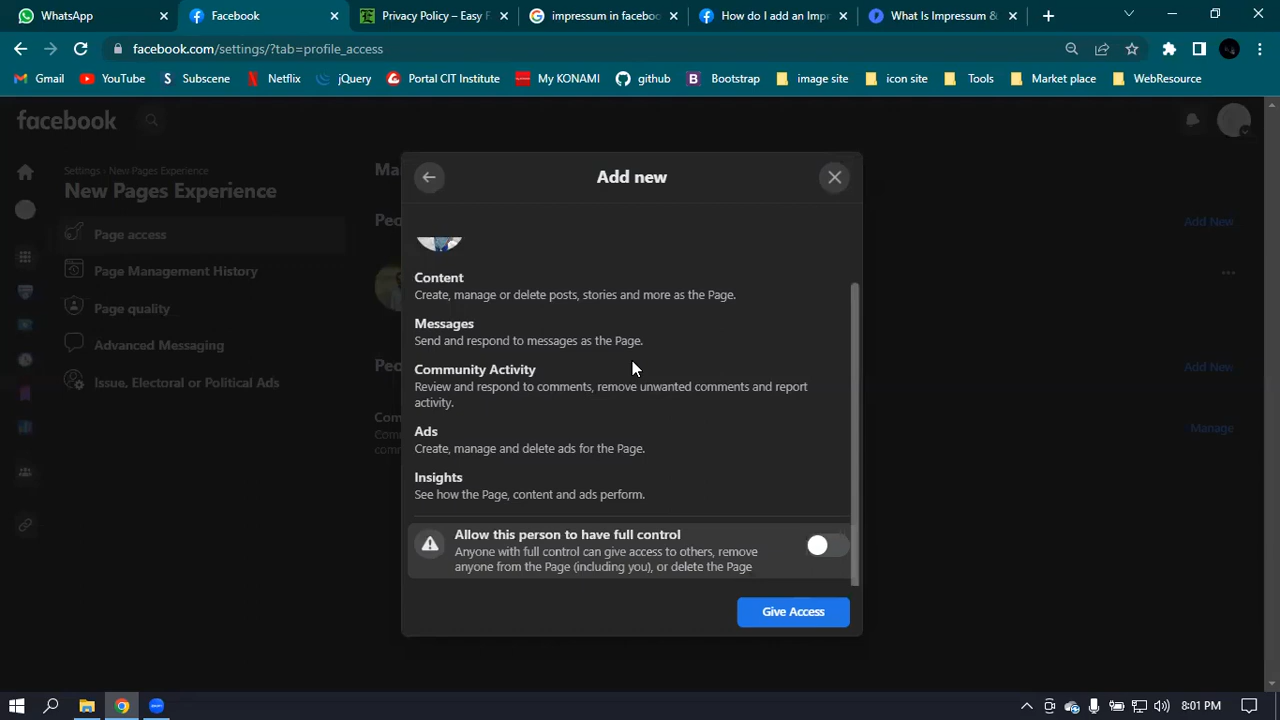 WhatsApp
Facebook
Privacy Policy – Easy F
impressum in faceboo
How do I add an Impr
What Is Impressum &
facebook.com/settings/?tab=profile_access
Gmail
YouTube
Subscene
Netflix
jQuery
Portal CIT Institute
My KONAMI
github
Bootstrap
image site
icon site
Tools
Market place
WebResource
facebook
Settings › New Pages Experience
New Pages Experience
Page access
Page Management History
Page quality
Advanced Messaging
Issue, Electoral or Political Ads
Ma
Peo
Add New
Peo
Add New
Com
Com
comm
Manage
Add new
Content
Create, manage or delete posts, stories and more as the Page.
Messages
Send and respond to messages as the Page.
Community Activity
Review and respond to comments, remove unwanted comments and report
activity.
Ads
Create, manage and delete ads for the Page.
Insights
See how the Page, content and ads perform.
Allow this person to have full control
Anyone with full control can give access to others, remove
anyone from the Page (including you), or delete the Page
Give Access
8:01 PM